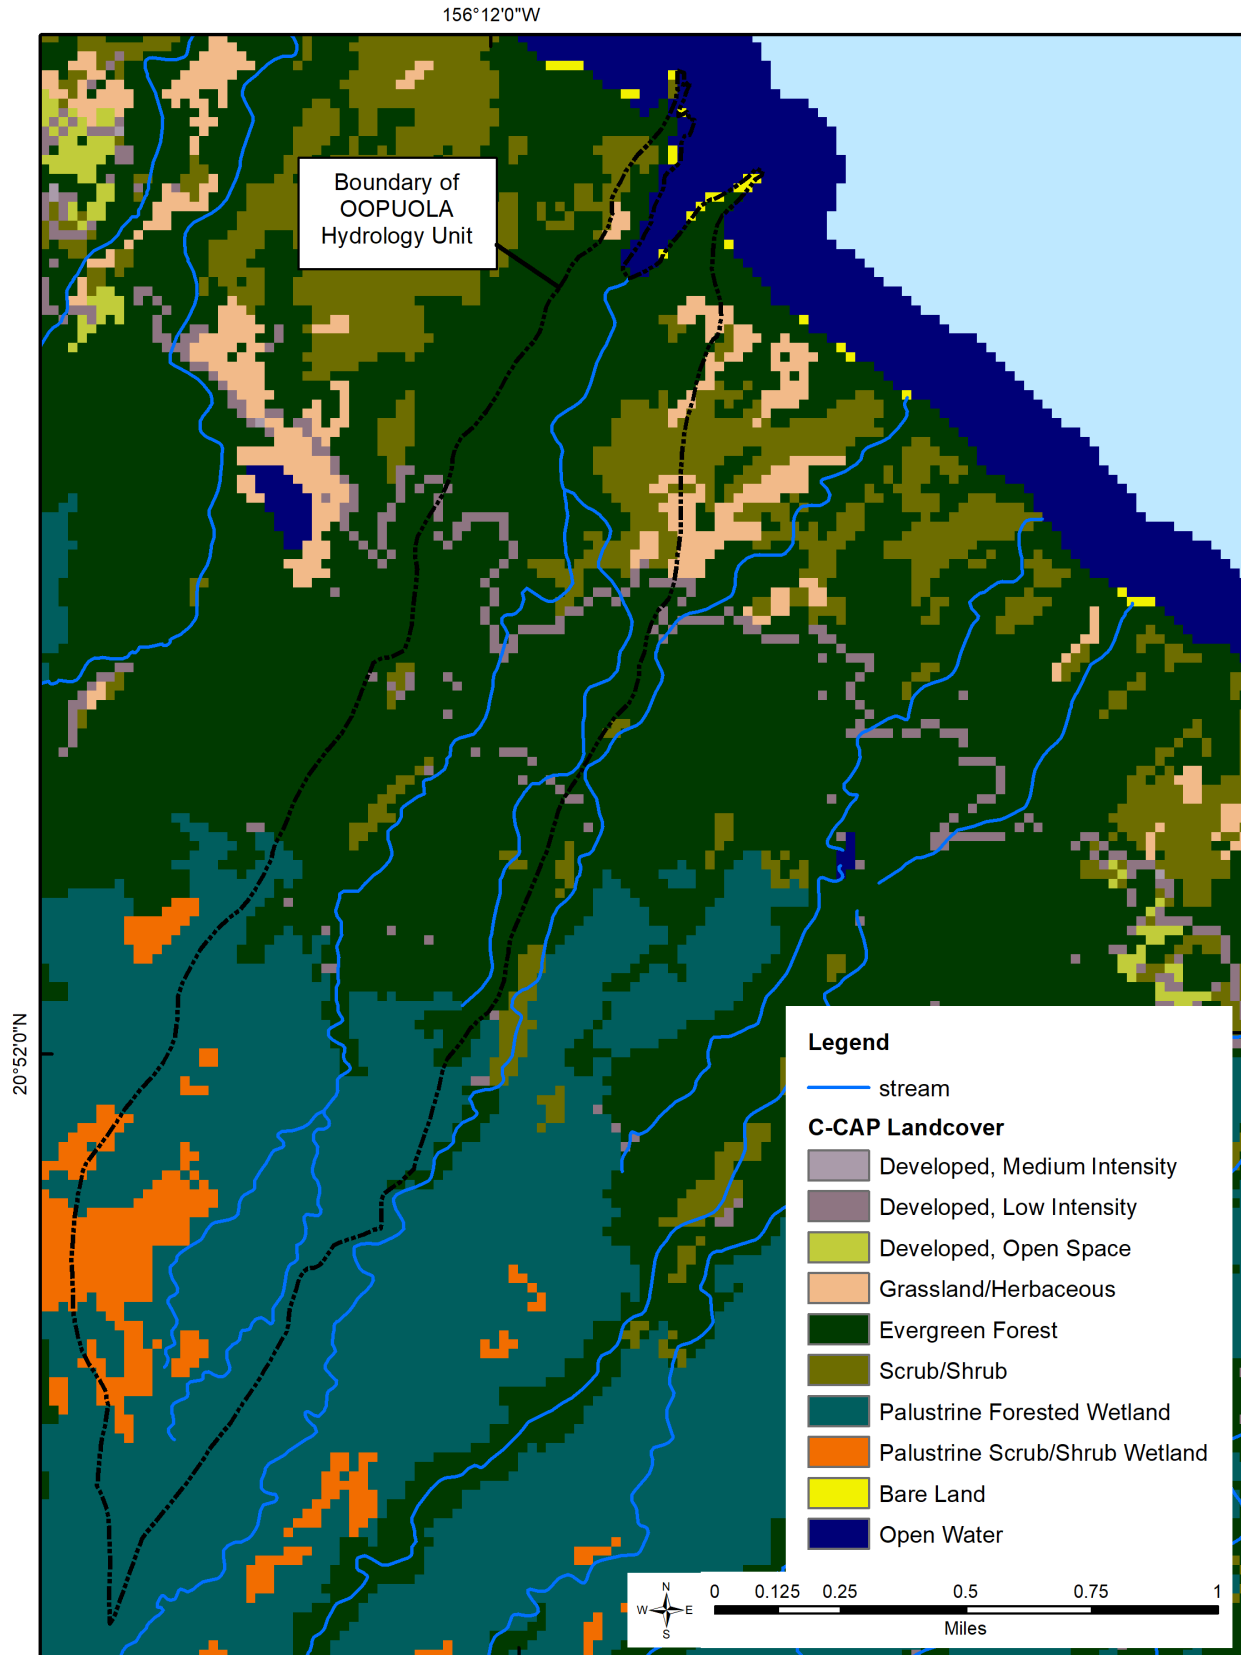 156°12'0"W
Boundary of
OOPUOLA
Hydrology Unit
20°52'0"N
Legend
stream
C-CAP Landcover
Developed, Medium Intensity
Developed, Low Intensity
Developed, Open Space
Grassland/Herbaceous
Evergreen Forest
Scrub/Shrub
Palustrine Forested Wetland
Palustrine Scrub/Shrub Wetland
Bare Land
Open Water
N
W E
S
0 0.125 0.25 0.5 0.75 1
Miles